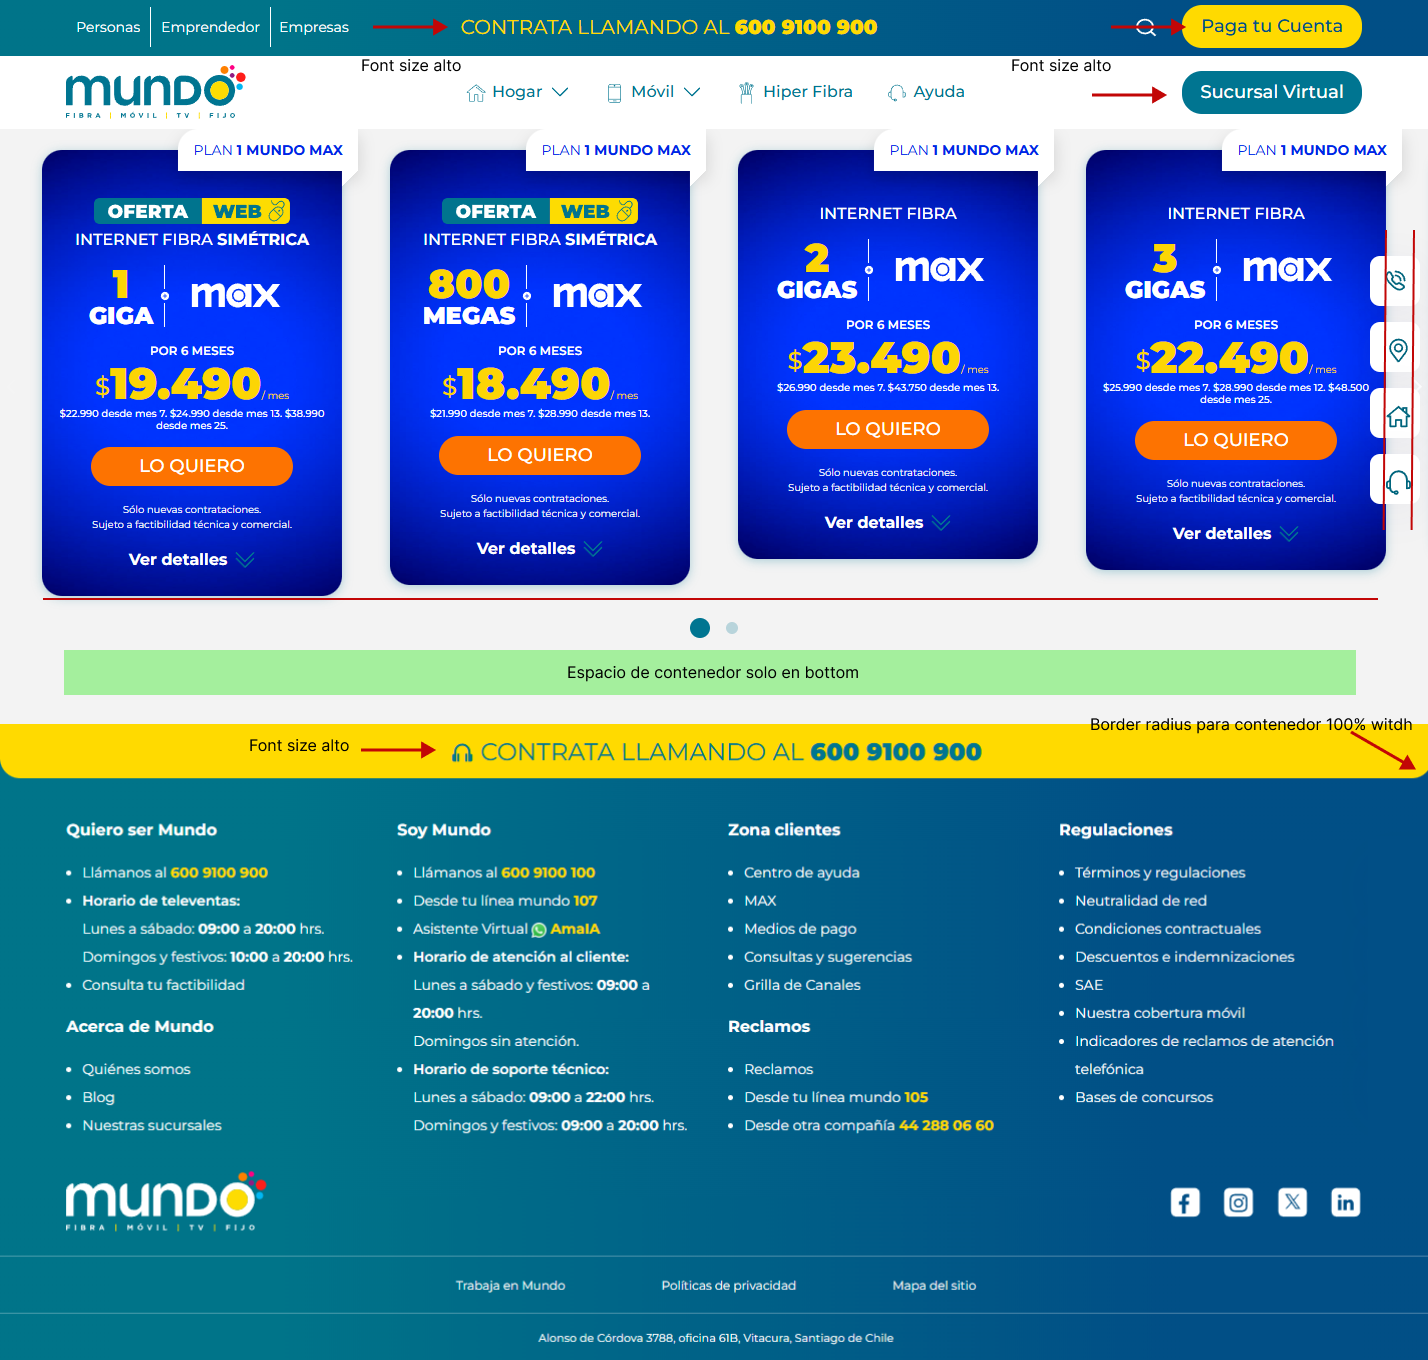 Personas
Emprendedor
Empresas
CONTRATA LLAMANDO AL 600 9100 900
Paga tu Cuenta
mundo
FIBRA | MÓVIL | TV | FIJO
Font size alto
Hogar
Móvil
Hiper Fibra
Ayuda
Font size alto
Sucursal Virtual
PLAN 1 MUNDO MAX
OFERTA WEB
INTERNET FIBRA SIMÉTRICA
1
GIGA
max
POR 6 MESES
$19.490/ mes
$22.990 desde mes 7. $24.990 desde mes 13. $38.990
desde mes 25.
LO QUIERO
Sólo nuevas contrataciones.
Sujeto a factibilidad técnica y comercial.
Ver detalles
PLAN 1 MUNDO MAX
OFERTA WEB
INTERNET FIBRA SIMÉTRICA
800
MEGAS
max
POR 6 MESES
$18.490/ mes
$21.990 desde mes 7. $28.990 desde mes 13.
LO QUIERO
Sólo nuevas contrataciones.
Sujeto a factibilidad técnica y comercial.
Ver detalles
PLAN 1 MUNDO MAX
INTERNET FIBRA
2
GIGAS
max
POR 6 MESES
$23.490/ mes
$26.990 desde mes 7. $43.750 desde mes 13.
LO QUIERO
Sólo nuevas contrataciones.
Sujeto a factibilidad técnica y comercial.
Ver detalles
PLAN 1 MUNDO MAX
INTERNET FIBRA
3
GIGAS
max
POR 6 MESES
$22.490/ mes
$25.990 desde mes 7. $28.990 desde mes 12. $48.500
desde mes 25.
LO QUIERO
Sólo nuevas contrataciones.
Sujeto a factibilidad técnica y comercial.
Ver detalles
Espacio de contenedor solo en bottom
Border radius para contenedor 100% witdh
Font size alto
CONTRATA LLAMANDO AL 600 9100 900
Quiero ser Mundo
Llámanos al 600 9100 900
Horario de televentas:
Lunes a sábado: 09:00 a 20:00 hrs.
Domingos y festivos: 10:00 a 20:00 hrs.
Consulta tu factibilidad
Acerca de Mundo
Quiénes somos
Blog
Nuestras sucursales
Soy Mundo
Llámanos al 600 9100 100
Desde tu línea mundo 107
Asistente Virtual AmaIA
Horario de atención al cliente:
Lunes a sábado y festivos: 09:00 a
20:00 hrs.
Domingos sin atención.
Horario de soporte técnico:
Lunes a sábado: 09:00 a 22:00 hrs.
Domingos y festivos: 09:00 a 20:00 hrs.
Zona clientes
Centro de ayuda
MAX
Medios de pago
Consultas y sugerencias
Grilla de Canales
Reclamos
Reclamos
Desde tu línea mundo 105
Desde otra compañía 44 288 06 60
Regulaciones
Términos y regulaciones
Neutralidad de red
Condiciones contractuales
Descuentos e indemnizaciones
SAE
Nuestra cobertura móvil
Indicadores de reclamos de atención
telefónica
Bases de concursos
mundo
FIBRA | MÓVIL | TV | FIJO
Trabaja en Mundo
Políticas de privacidad
Mapa del sitio
Alonso de Córdova 3788, oficina 61B, Vitacura, Santiago de Chile